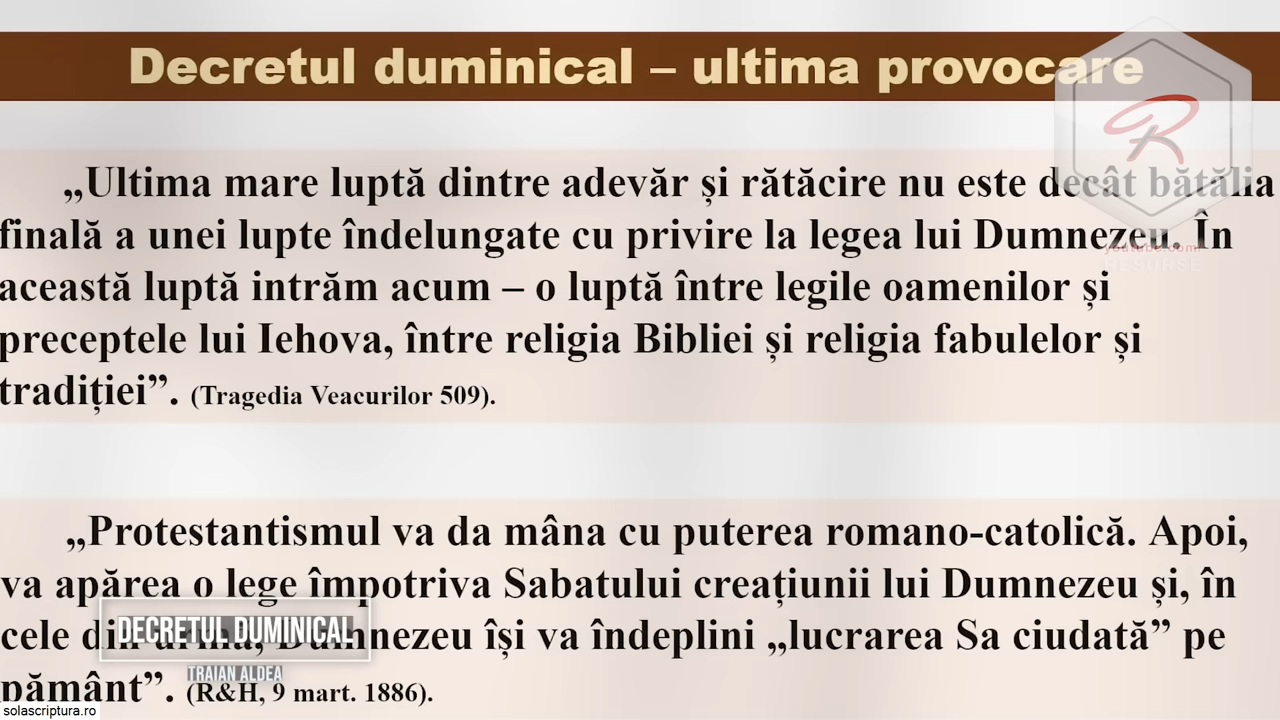 Decretul duminical – ultima provocare
„Ultima mare luptă dintre adevăr și rătăcire nu este decât bătălia
finală a unei lupte îndelungate cu privire la legea lui Dumnezeu. În
această luptă intrăm acum – o luptă între legile oamenilor și
preceptele lui Iehova, între religia Bibliei și religia fabulelor și
tradiției”. (Tragedia Veacurilor 509).
„Protestantismul va da mâna cu puterea romano-catolică. Apoi,
va apărea o lege împotriva Sabatului creațiunii lui Dumnezeu și, în
cele din urmă, Dumnezeu își va îndeplini „lucrarea Sa ciudată” pe
pământ”. (R&H, 9 mart. 1886).
DECRETUL DUMINICAL
TRAIAN ALDEA
solascriptura.ro
R
youtube.com/
RESURSE